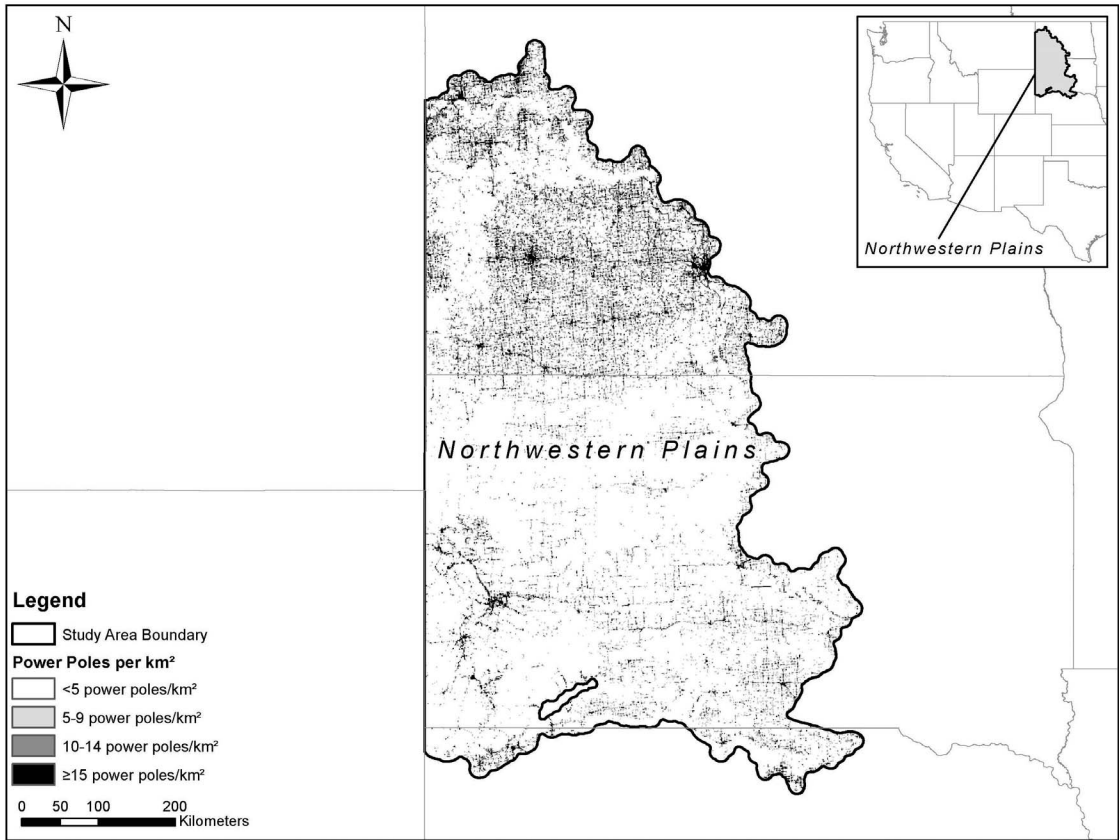 N
Northwestern Plains
Northwestern Plains
Legend
Study Area Boundary
Power Poles per km²
<5 power poles/km²
5-9 power poles/km²
10-14 power poles/km²
≥15 power poles/km²
0 50 100 200
Kilometers